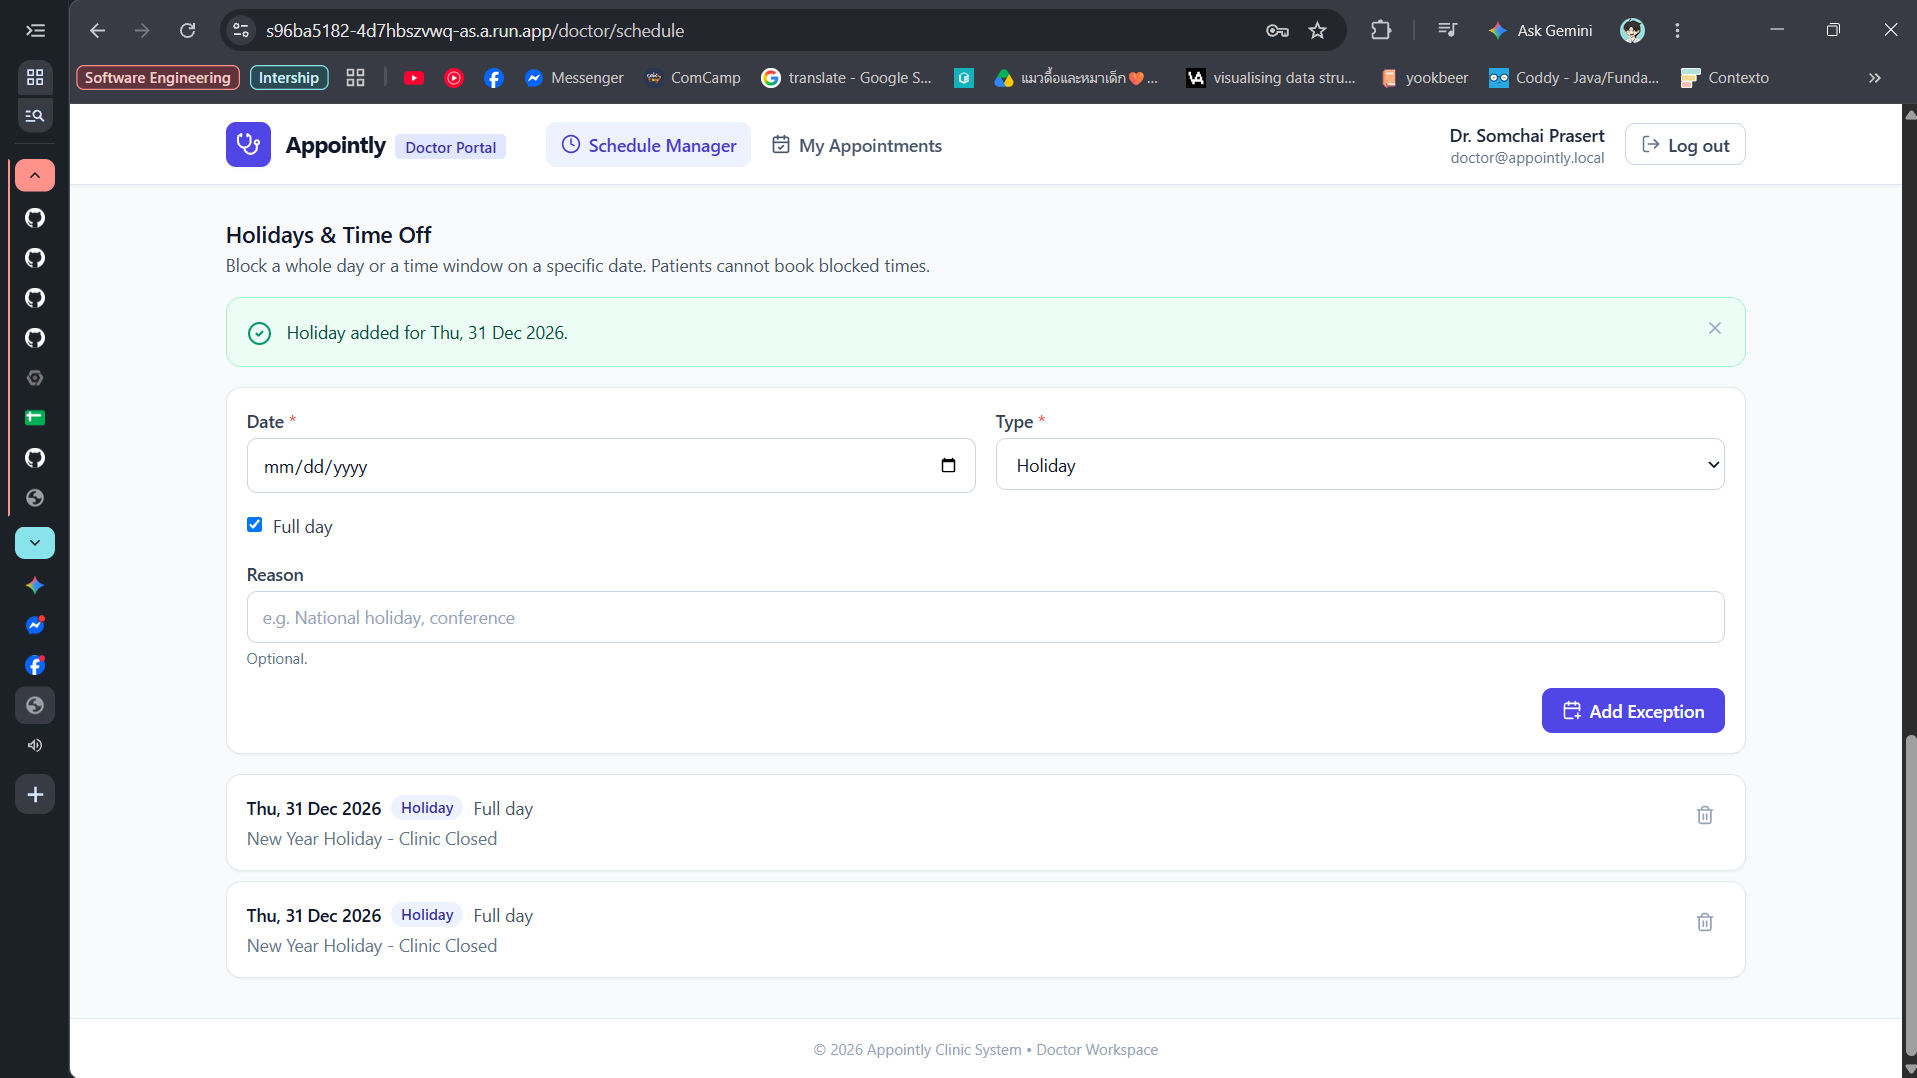 s96ba5182-4d7hbszvwq-as.a.run.app/doctor/schedule
Ask Gemini
Software Engineering
Intership
Messenger
ComCamp
translate - Google S...
แมวดื้อและหมาเด็ก❤️...
visualising data stru...
yookbeer
Coddy - Java/Funda...
Contexto
Appointly
Doctor Portal
Schedule Manager
My Appointments
Dr. Somchai Prasert
doctor@appointly.local
Log out
Holidays & Time Off
Block a whole day or a time window on a specific date. Patients cannot book blocked times.
Holiday added for Thu, 31 Dec 2026.
Date *
Type *
mm/dd/yyyy
Holiday
Full day
Reason
e.g. National holiday, conference
Optional.
Add Exception
Thu, 31 Dec 2026 Holiday Full day
New Year Holiday - Clinic Closed
Thu, 31 Dec 2026 Holiday Full day
New Year Holiday - Clinic Closed
© 2026 Appointly Clinic System • Doctor Workspace